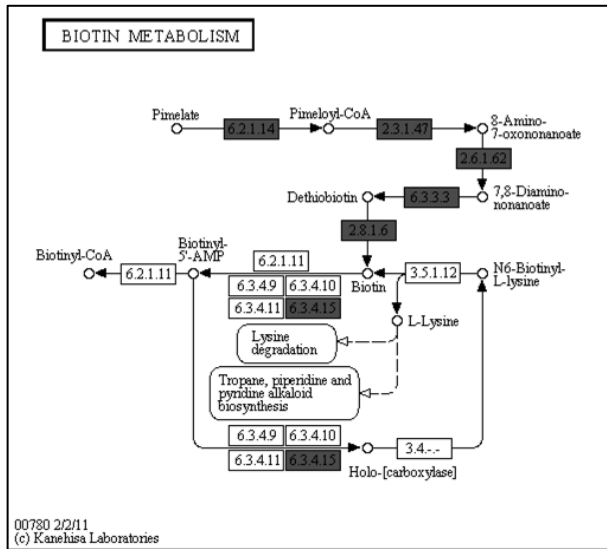 BIOTIN METABOLISM
Pimelate
6.2.1.14
Pimeloyl-CoA
2.3.1.47
8-Amino-
7-oxononanoate
2.6.1.62
Dethiobiotin
6.3.3.3
7,8-Diamino-
nonanoate
2.8.1.6
Biotinyl-CoA
6.2.1.11
Biotinyl-
5'-AMP
6.2.1.11
6.3.4.9 6.3.4.10
6.3.4.11 6.3.4.15
Biotin
3.5.1.12
N6-Biotinyl-
L-lysine
L-Lysine
Lysine
degradation
Tropane, piperidine and
pyridine alkaloid
biosynthesis
6.3.4.9 6.3.4.10
6.3.4.11 6.3.4.15
Holo-[carboxylase]
3.4.-.-
00780 2/2/11
(c) Kanehisa Laboratories